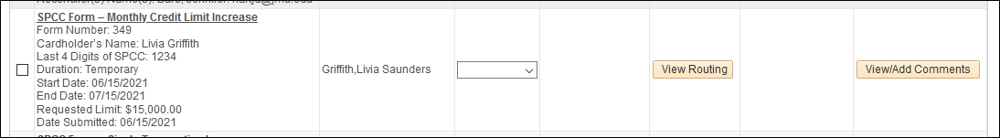 SPCC Form – Monthly Credit Limit Increase
Form Number: 349
Cardholder's Name: Livia Griffith
Last 4 Digits of SPCC: 1234
Duration: Temporary
Start Date: 06/15/2021
End Date: 07/15/2021
Requested Limit: $15,000.00
Date Submitted: 06/15/2021
Griffith,Livia Saunders
View Routing
View/Add Comments